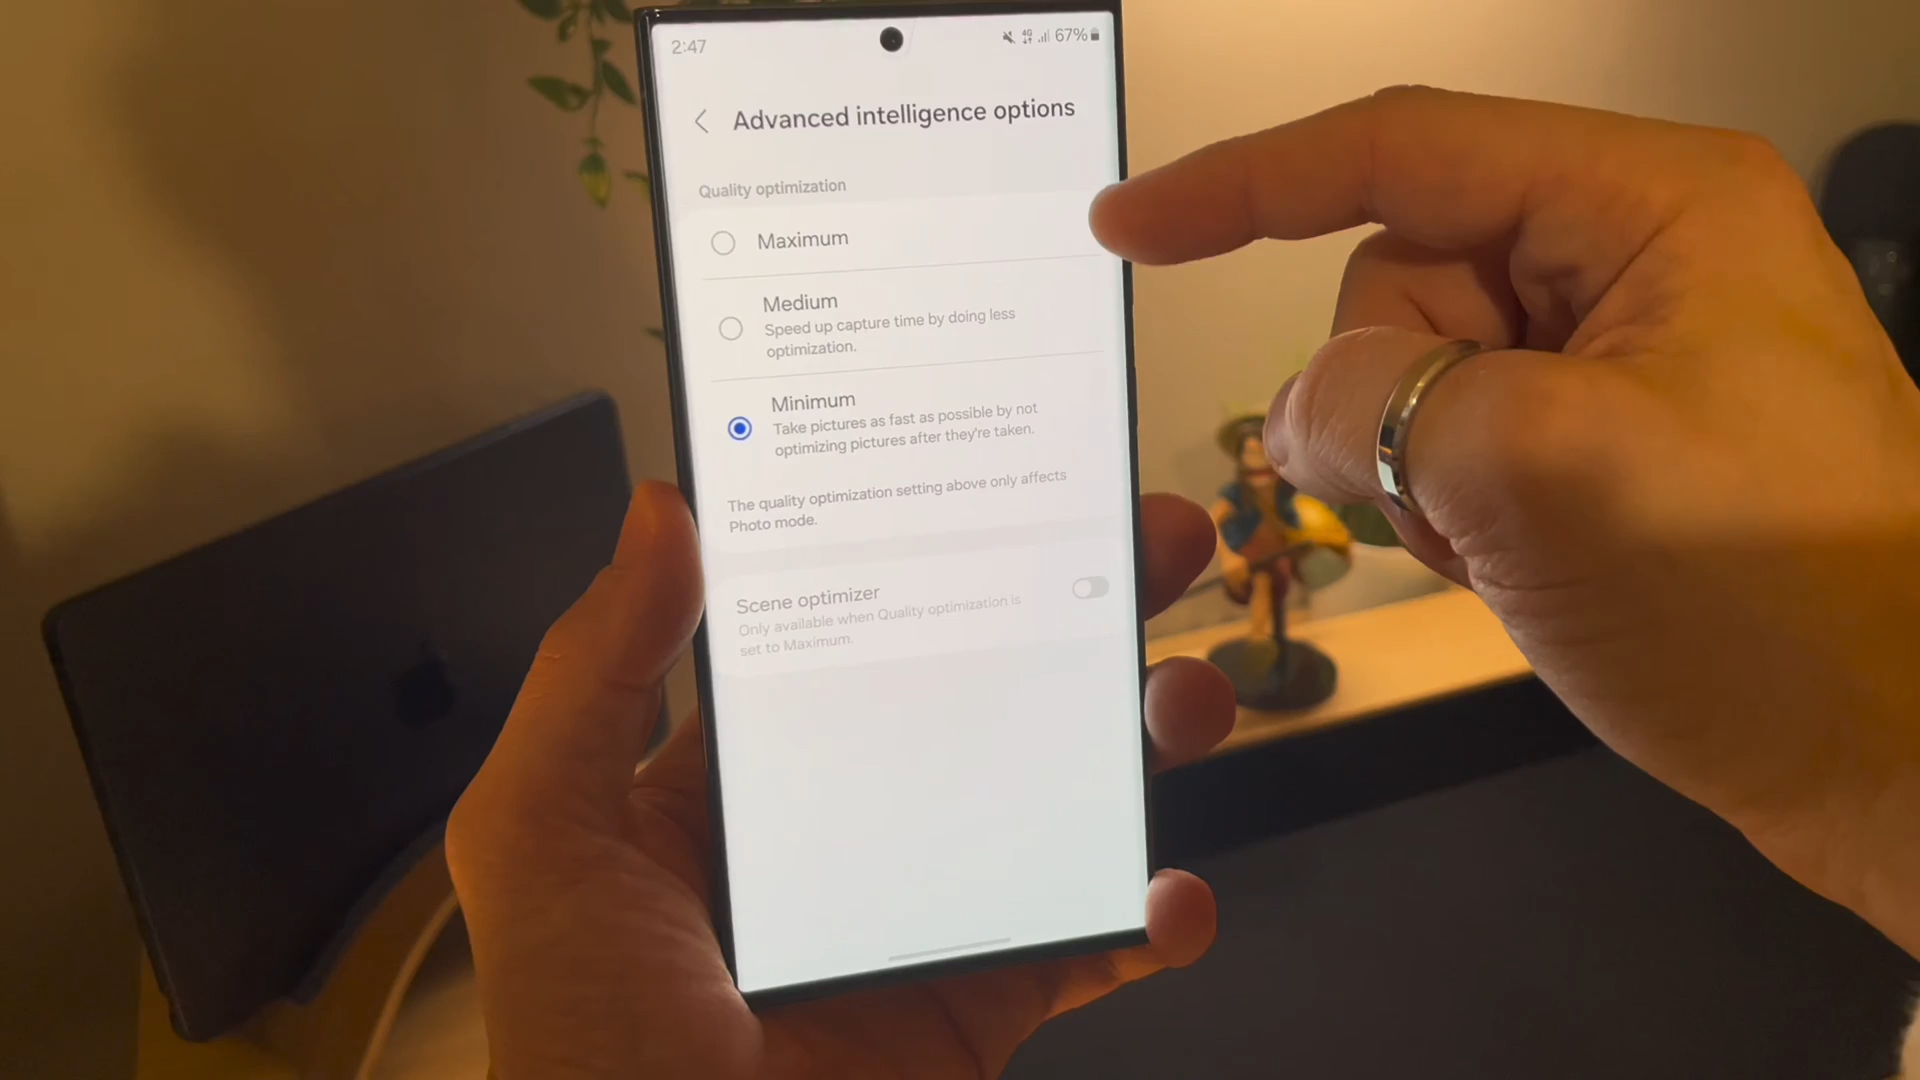 2:47
4G 67%
Advanced intelligence options
Quality optimization
Maximum
Medium
Speed up capture time by doing less
optimization.
Minimum
Take pictures as fast as possible by not
optimizing pictures after they're taken.
The quality optimization setting above only affects
Photo mode.
Scene optimizer
Only available when Quality optimization is
set to Maximum.